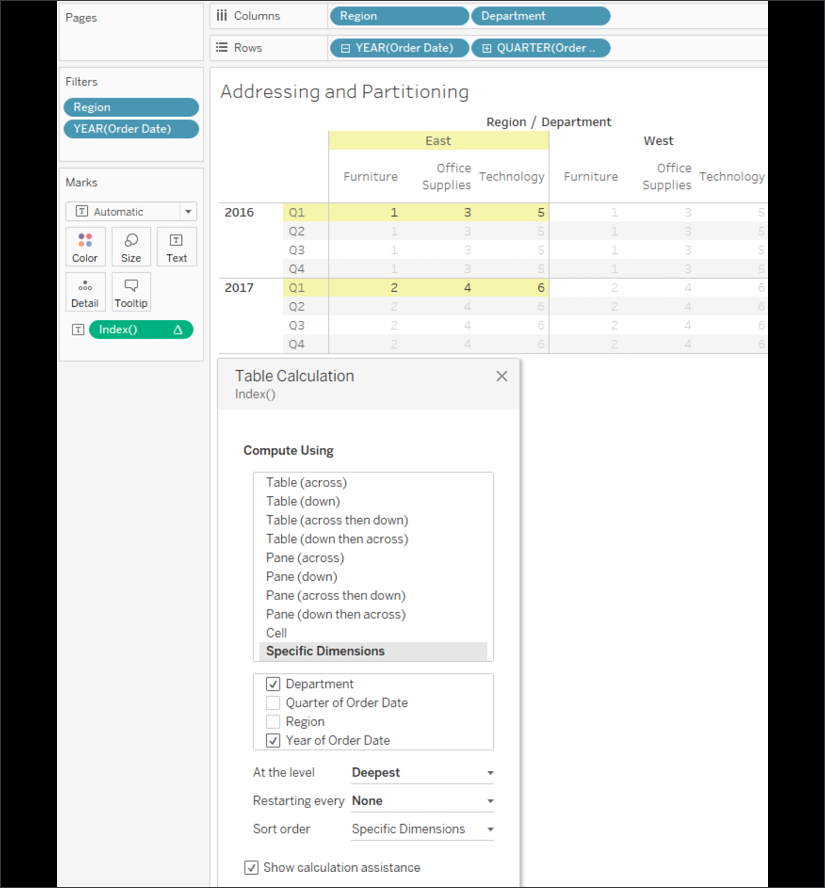 Pages
Columns Region Department
Rows YEAR(Order Date) QUARTER(Order ..
Filters
Region
YEAR(Order Date)
Marks
Automatic
Color Size Text
Detail Tooltip
Index()
Addressing and Partitioning
Region / Department
East West
Furniture Office Supplies Technology Furniture Office Supplies Technology
2016 Q1 1 3 5 1 3 5
Q2 1 3 5 1 3 5
Q3 1 3 5 1 3 5
Q4 1 3 5 1 3 5
2017 Q1 2 4 6 2 4 6
Q2 2 4 6 2 4 6
Q3 2 4 6 2 4 6
Q4 2 4 6 2 4 6
Table Calculation
Index()
Compute Using
Table (across)
Table (down)
Table (across then down)
Table (down then across)
Pane (across)
Pane (down)
Pane (across then down)
Pane (down then across)
Cell
Specific Dimensions
Department
Quarter of Order Date
Region
Year of Order Date
At the level Deepest
Restarting every None
Sort order Specific Dimensions
Show calculation assistance